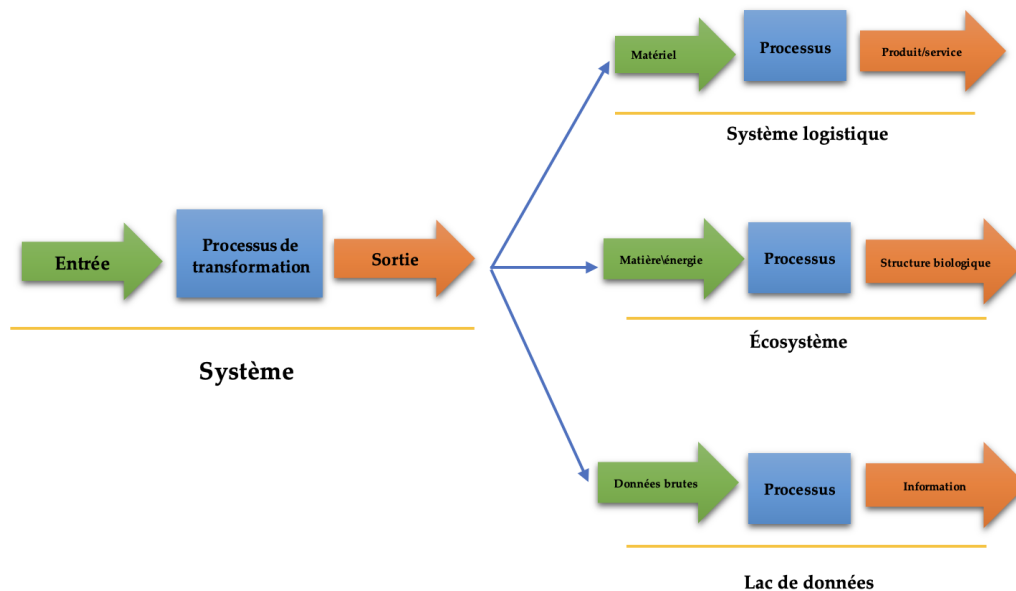 Entrée
Processus de
transformation
Sortie
Système
Matériel
Processus
Produit/service
Système logistique
Matière\énergie
Processus
Structure biologique
Écosystème
Données brutes
Processus
Information
Lac de données